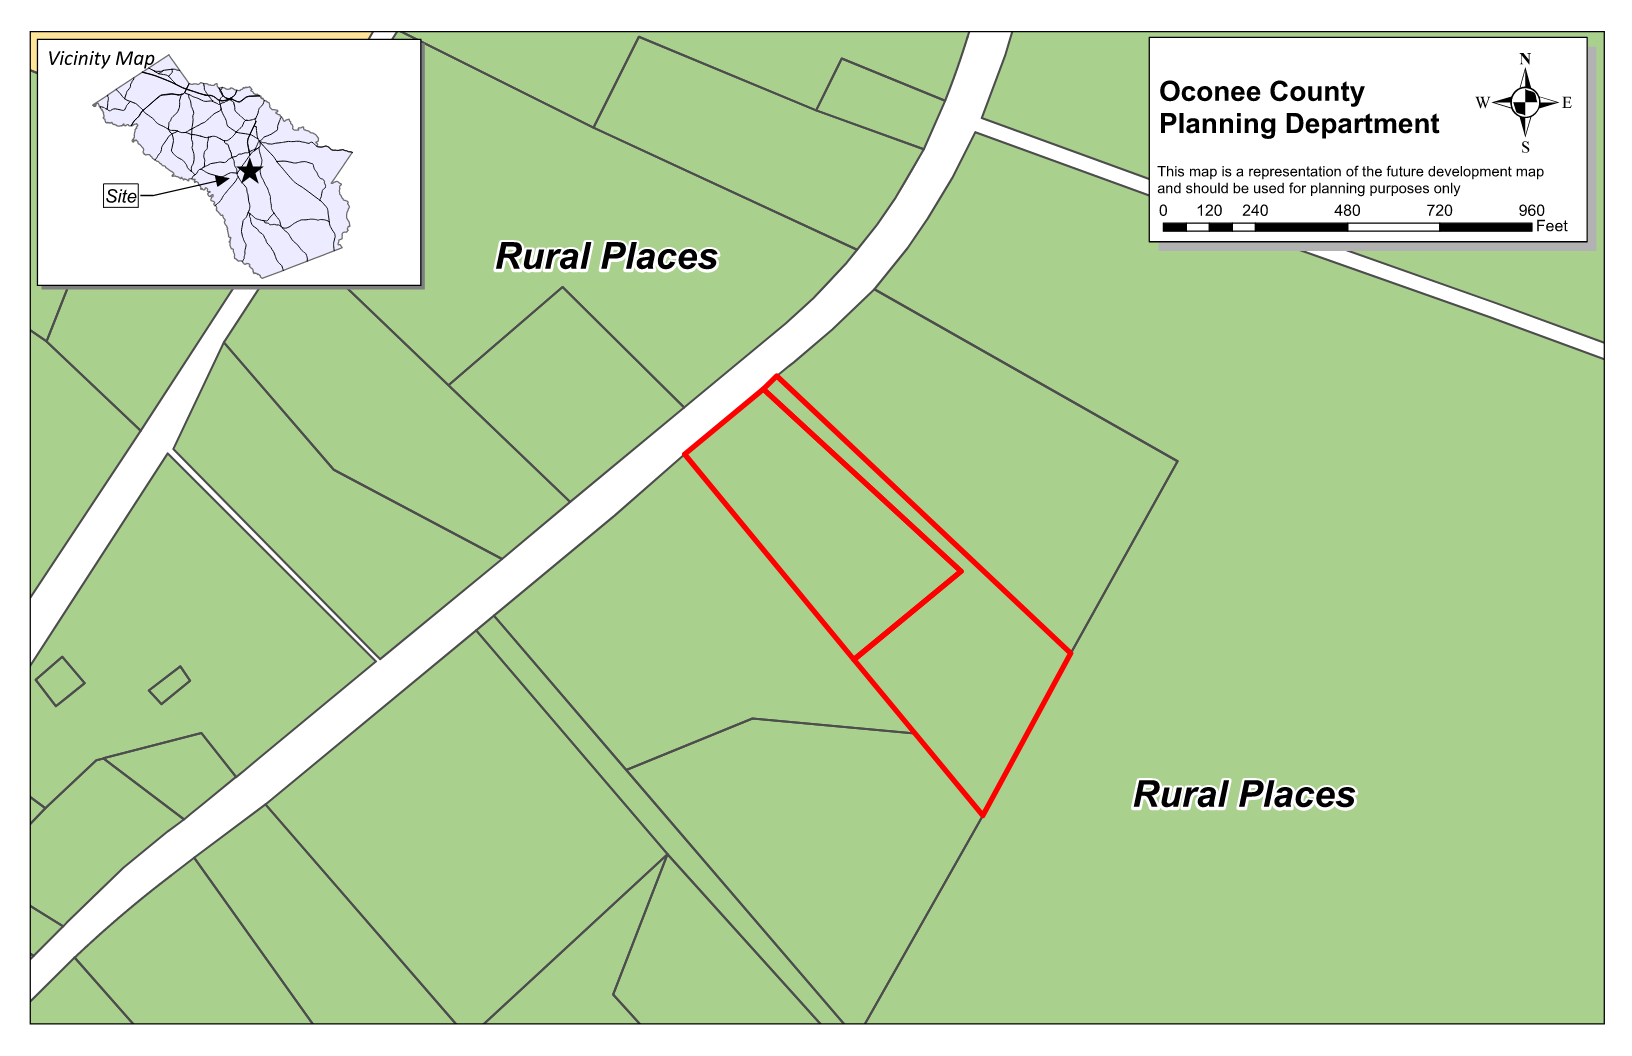 Vicinity Map
Site
Oconee County
Planning Department
N
W
E
S
This map is a representation of the future development map
and should be used for planning purposes only
0 120 240 480 720 960
Feet
Rural Places
Rural Places